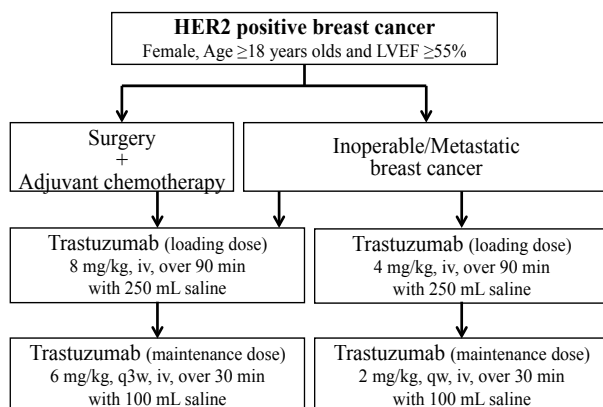 HER2 positive breast cancer
Female, Age ≥18 years olds and LVEF ≥55%
Surgery
+
Adjuvant chemotherapy
Inoperable/Metastatic
breast cancer
Trastuzumab (loading dose)
8 mg/kg, iv, over 90 min
with 250 mL saline
Trastuzumab (loading dose)
4 mg/kg, iv, over 90 min
with 250 mL saline
Trastuzumab (maintenance dose)
6 mg/kg, q3w, iv, over 30 min
with 100 mL saline
Trastuzumab (maintenance dose)
2 mg/kg, qw, iv, over 30 min
with 100 mL saline